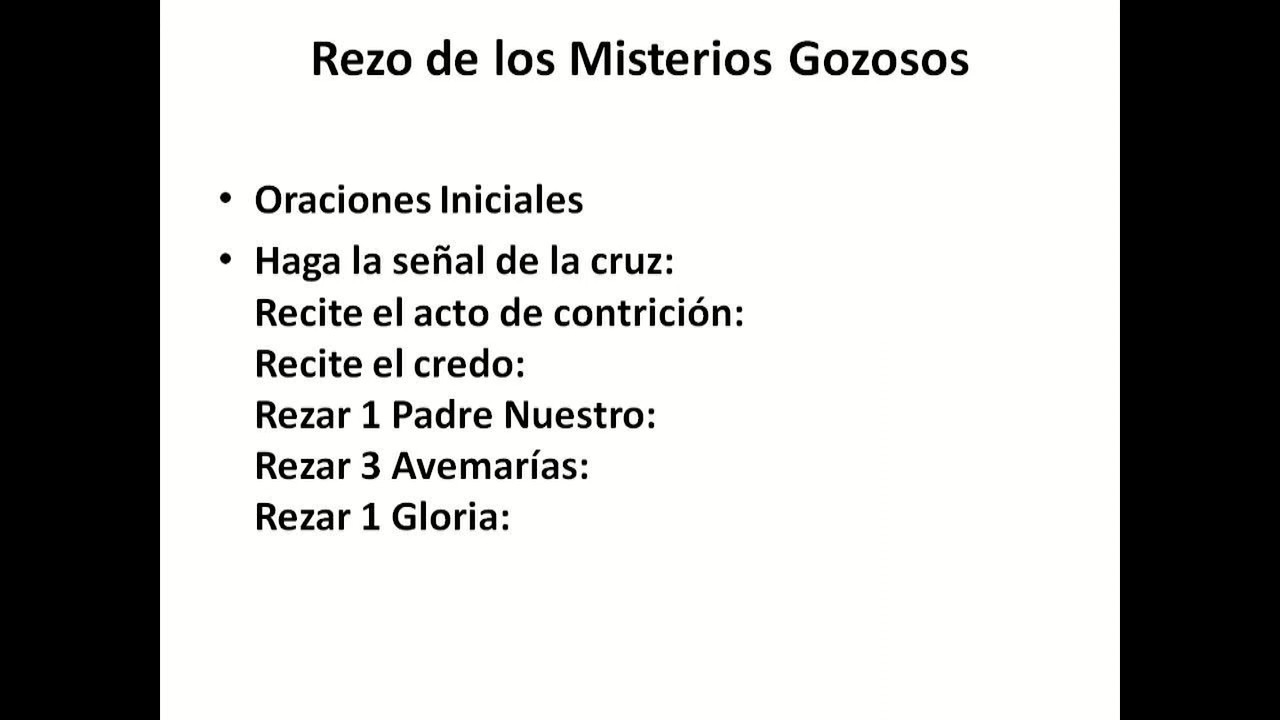 Rezo de los Misterios Gozosos
• Oraciones Iniciales
• Haga la señal de la cruz:
Recite el acto de contrición:
Recite el credo:
Rezar 1 Padre Nuestro:
Rezar 3 Avemarías:
Rezar 1 Gloria: